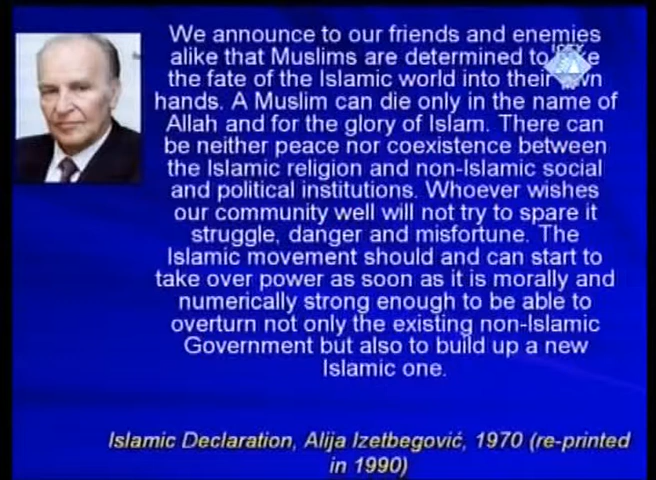 We announce to our friends and enemies
alike that Muslims are determined to
the fate of the Islamic world into their
hands. A Muslim can die only in the name of
Allah and for the glory of Islam. There can
be neither peace nor coexistence between
the Islamic religion and non-Islamic social
and political institutions. Whoever wishes
our community well will not try to spare it
struggle, danger and misfortune. The
Islamic movement should and can start to
take over power as soon as it is morally and
numerically strong enough to be able to
overturn not only the existing non-Islamic
Government but also to build up a new
Islamic one.
Islamic Declaration, Alija Izetbegović, 1970 (re-printed
in 1990)